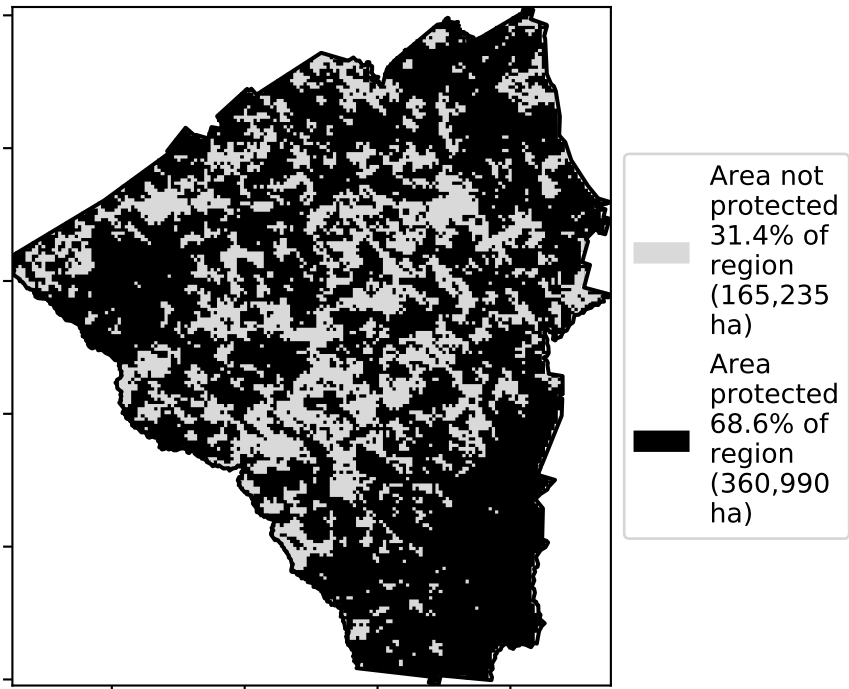 Area not
protected
31.4% of
region
(165,235
ha)
Area
protected
68.6% of
region
(360,990
ha)